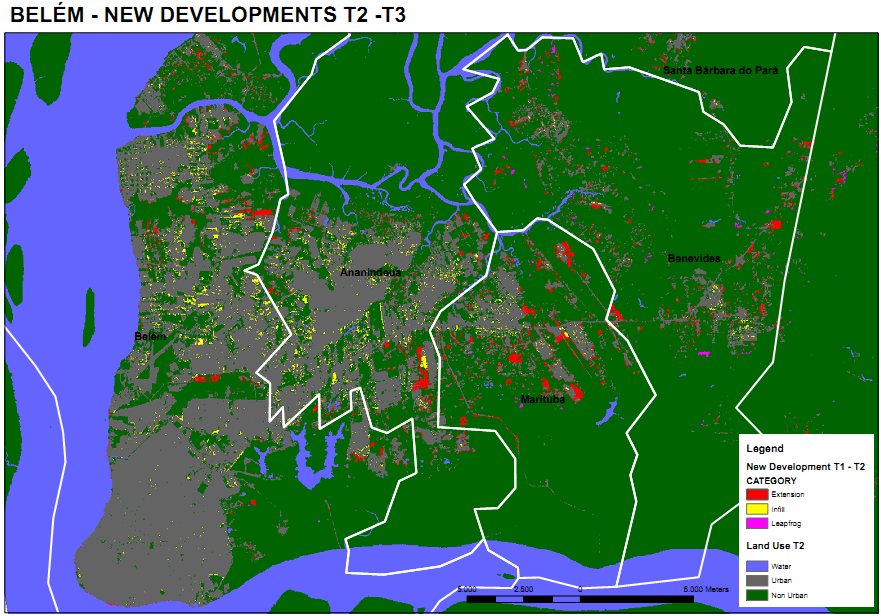 BELÉM - NEW DEVELOPMENTS T2 -T3
Santa Bárbara do Pará
Benevides
Ananindeua
Belém
Marituba
Legend
New Development T1 - T2
CATEGORY
Extension
Infill
Leapfrog
Land Use T2
Water
Urban
Non Urban
5.000 2.500 0 5.000 Meters